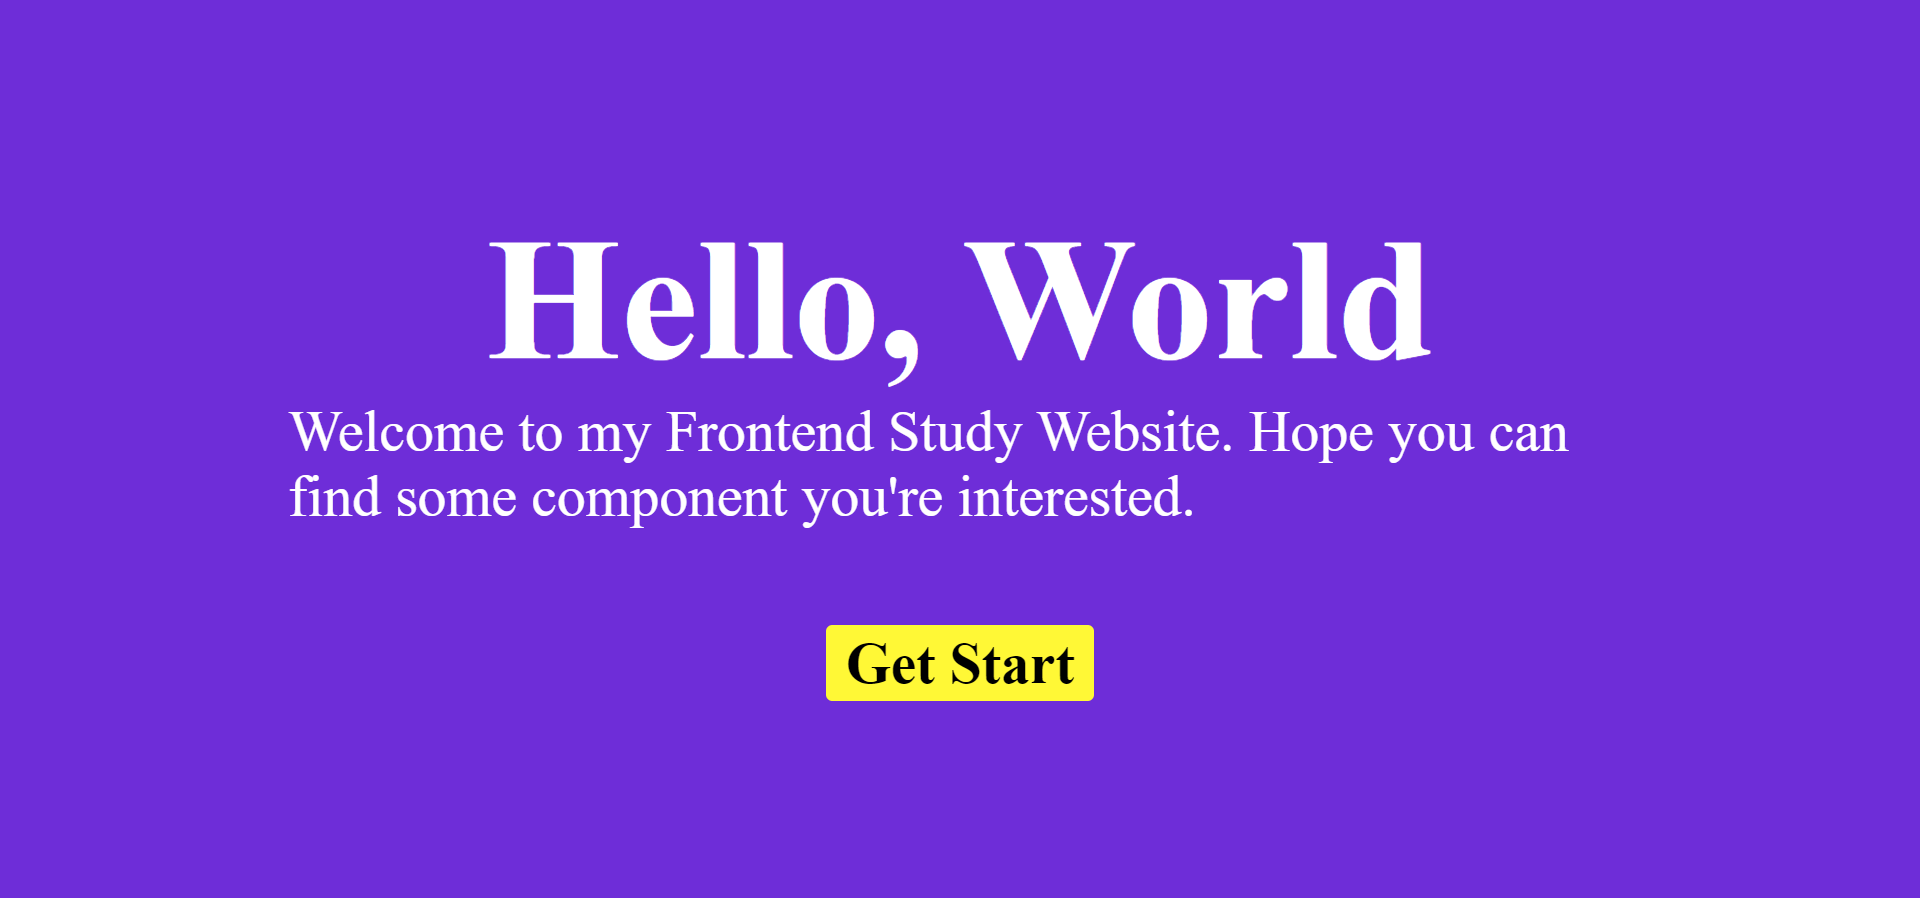 Hello, World
Welcome to my Frontend Study Website. Hope you can
find some component you're interested.
Get Start